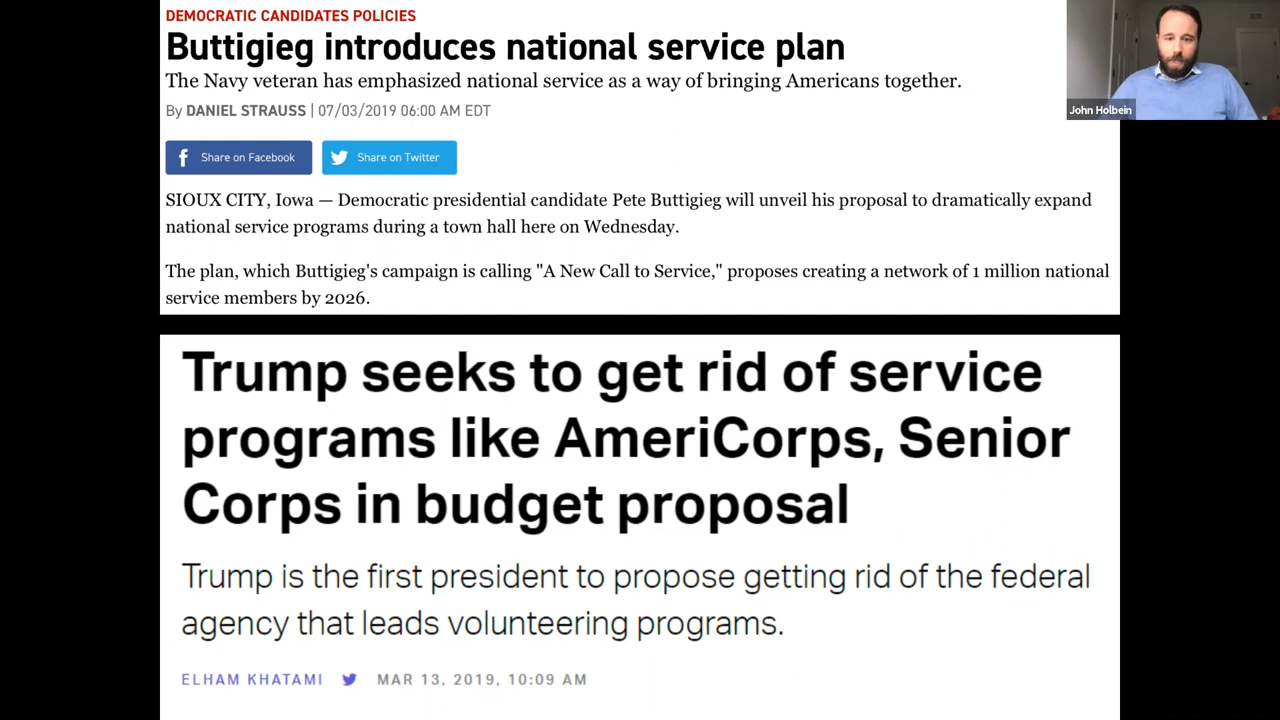 DEMOCRATIC CANDIDATES POLICIES
Buttigieg introduces national service plan
The Navy veteran has emphasized national service as a way of bringing Americans together.
By DANIEL STRAUSS | 07/03/2019 06:00 AM EDT
Share on Facebook
Share on Twitter
SIOUX CITY, Iowa — Democratic presidential candidate Pete Buttigieg will unveil his proposal to dramatically expand
national service programs during a town hall here on Wednesday.
The plan, which Buttigieg's campaign is calling "A New Call to Service," proposes creating a network of 1 million national
service members by 2026.
John Holbein
Trump seeks to get rid of service
programs like AmeriCorps, Senior
Corps in budget proposal
Trump is the first president to propose getting rid of the federal
agency that leads volunteering programs.
ELHAM KHATAMI MAR 13, 2019, 10:09 AM